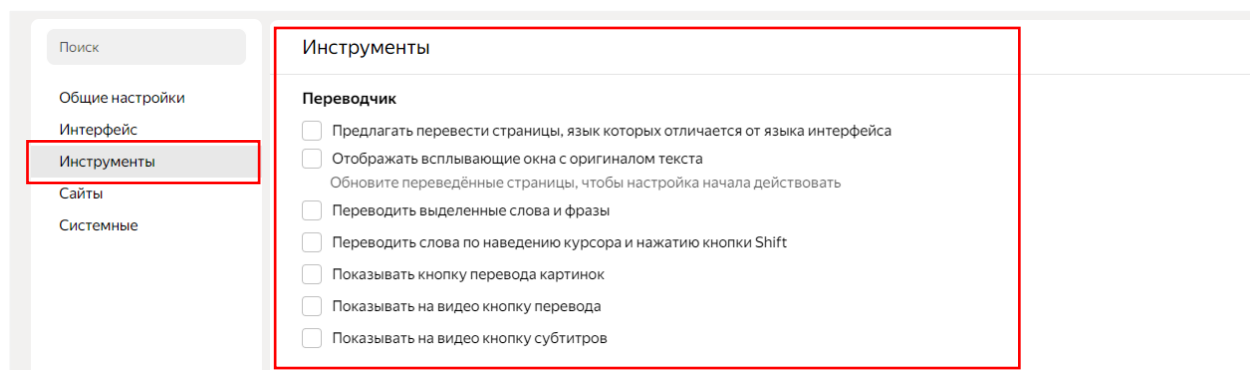 Поиск
Общие настройки
Интерфейс
Инструменты
Сайты
Системные
Инструменты
Переводчик
Предлагать перевести страницы, язык которых отличается от языка интерфейса
Отображать всплывающие окна с оригиналом текста
Обновите переведённые страницы, чтобы настройка начала действовать
Переводить выделенные слова и фразы
Переводить слова по наведению курсора и нажатию кнопки Shift
Показывать кнопку перевода картинок
Показывать на видео кнопку перевода
Показывать на видео кнопку субтитров